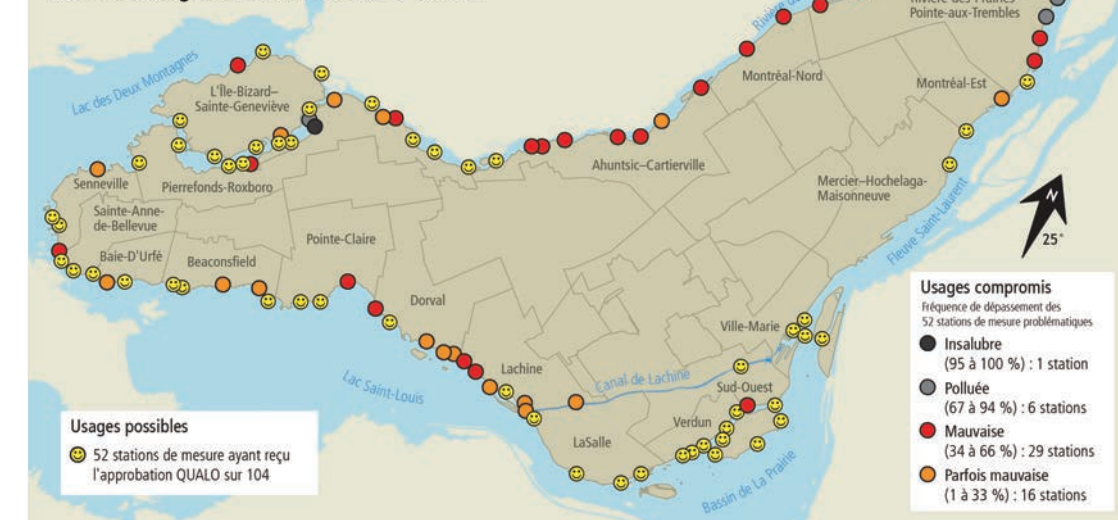 Rivière des Prairies
Pointe-aux-Trembles
Lac des Deux Montagnes
L'Île-Bizard–
Sainte-Geneviève
Montréal-Nord
Montréal-Est
Ahuntsic–Cartierville
Senneville
Pierrefonds-Roxboro
Mercier–Hochelaga-
Maisonneuve
Sainte-Anne-
de-Bellevue
Pointe-Claire
Baie-D'Urfé
Beaconsfield
Fleuve Saint-Laurent
N
25°
Dorval
Ville-Marie
Lachine
Canal de Lachine
Sud-Ouest
Lac Saint-Louis
Verdun
LaSalle
Bassin de La Prairie
Usages possibles
52 stations de mesure ayant reçu
l'approbation QUALO sur 104
Usages compromis
Fréquence de dépassement des
52 stations de mesure problématiques
Insalubre
(95 à 100 %) : 1 station
Polluée
(67 à 94 %) : 6 stations
Mauvaise
(34 à 66 %) : 29 stations
Parfois mauvaise
(1 à 33 %) : 16 stations